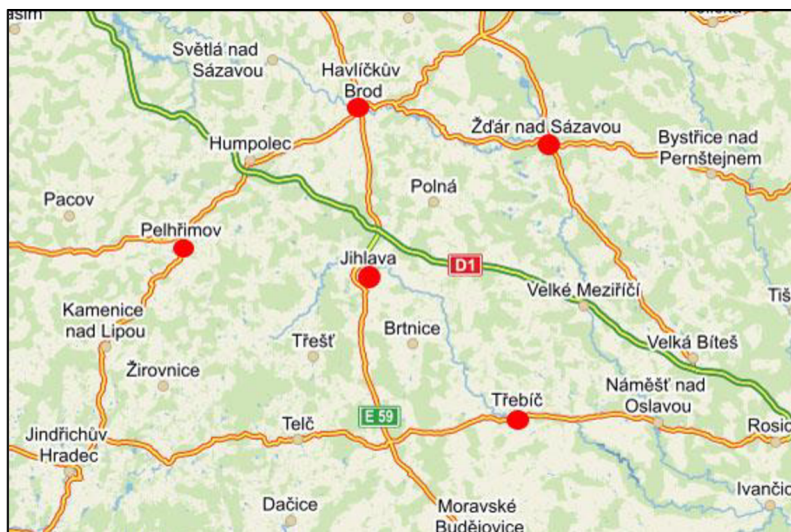 Světlá nad
Sázavou
Havlíčkův
Brod
Žďár nad Sázavou
Humpolec
Bystřice nad
Pernštejnem
Polná
Pacov
Pelhřimov
Jihlava
D1
Velké Meziříčí
Kamenice
nad Lipou
Brtnice
Třešť
Velká Bíteš
Žirovnice
Třebíč
Náměšť nad
Oslavou
E 59
Telč
Rosic
Jindřichův
Hradec
Dačice
Moravské
Budějovice
Ivančic